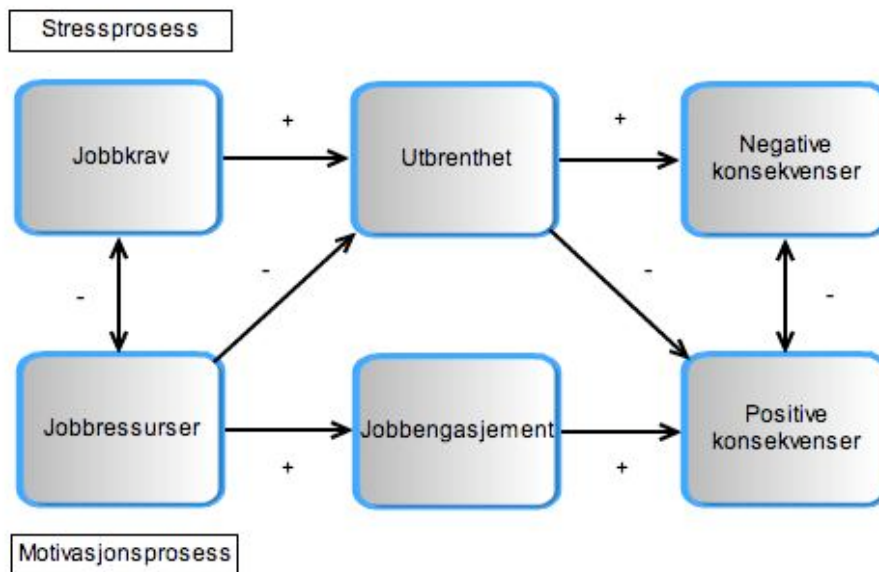 Stressprosess
+
+
Jobbkrav
Utbrenthet
Negative
konsekvenser
-
-
-
-
Jobbressurser
Jobbengasjement
Positive
konsekvenser
+
+
Motivasjonsprosess